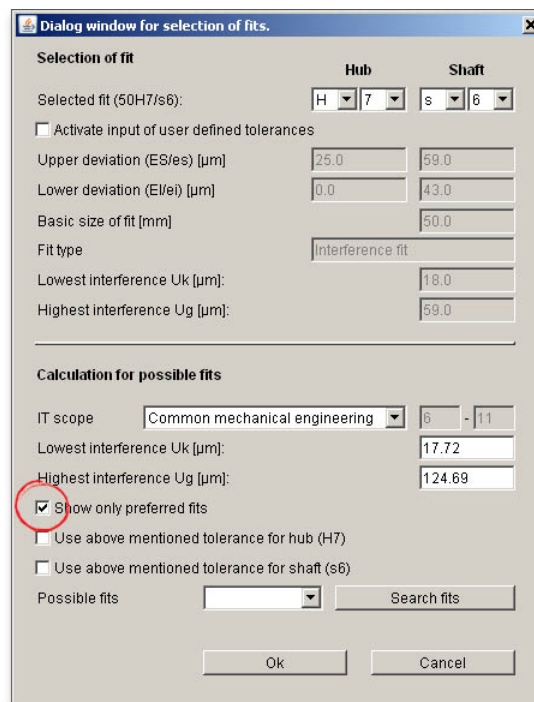 Dialog window for selection of fits.
Selection of fit
Hub Shaft
Selected fit (50H7/s6): H 7 s 6
Activate input of user defined tolerances
Upper deviation (ES/es) [µm] 25.0 59.0
Lower deviation (EI/ei) [µm] 0.0 43.0
Basic size of fit [mm] 50.0
Fit type Interference fit
Lowest interference Uk [µm]: 18.0
Highest interference Ug [µm]: 59.0
Calculation for possible fits
IT scope Common mechanical engineering 6 - 11
Lowest interference Uk [µm]: 17.72
Highest interference Ug [µm]: 124.69
Show only preferred fits
Use above mentioned tolerance for hub (H7)
Use above mentioned tolerance for shaft (s6)
Possible fits Search fits
Ok Cancel